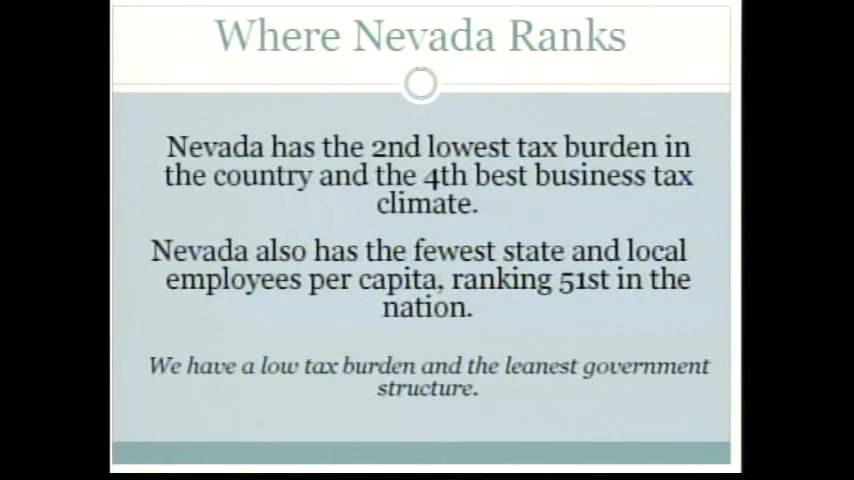 Where Nevada Ranks
Nevada has the 2nd lowest tax burden in
the country and the 4th best business tax
climate.
Nevada also has the fewest state and local
employees per capita, ranking 51st in the
nation.
We have a low tax burden and the leanest government
structure.